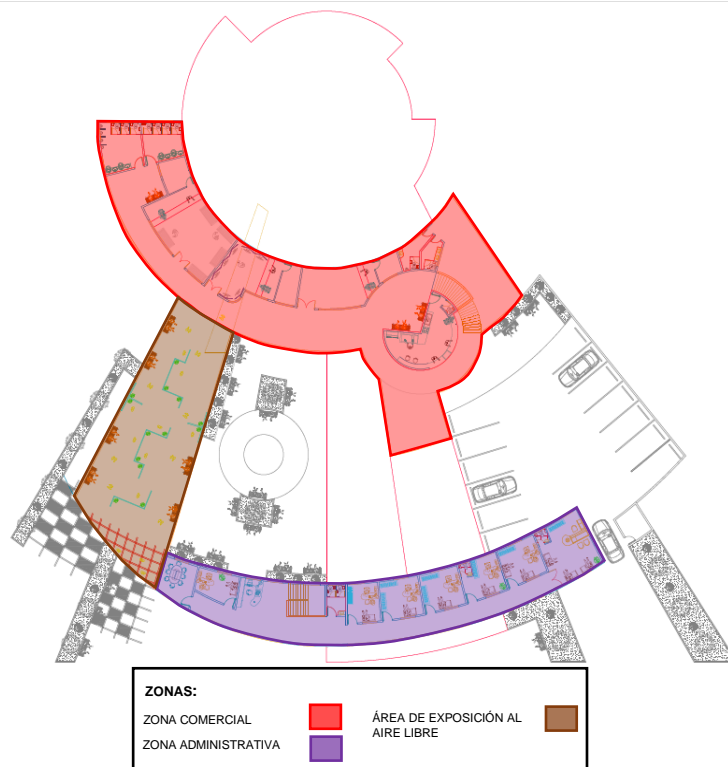 ZONAS:
ZONA COMERCIAL
ÁREA DE EXPOSICIÓN AL
AIRE LIBRE
ZONA ADMINISTRATIVA